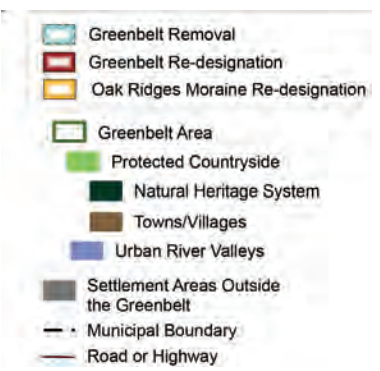 Greenbelt Removal
Greenbelt Re-designation
Oak Ridges Moraine Re-designation
Greenbelt Area
Protected Countryside
Natural Heritage System
Towns/Villages
Urban River Valleys
Settlement Areas Outside
the Greenbelt
Municipal Boundary
Road or Highway